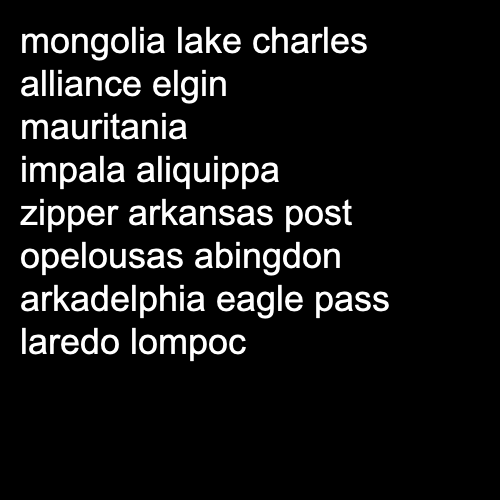 mongolia lake charles
alliance elgin
mauritania
impala aliquippa
zipper arkansas post
opelousas abingdon
arkadelphia eagle pass
laredo lompoc